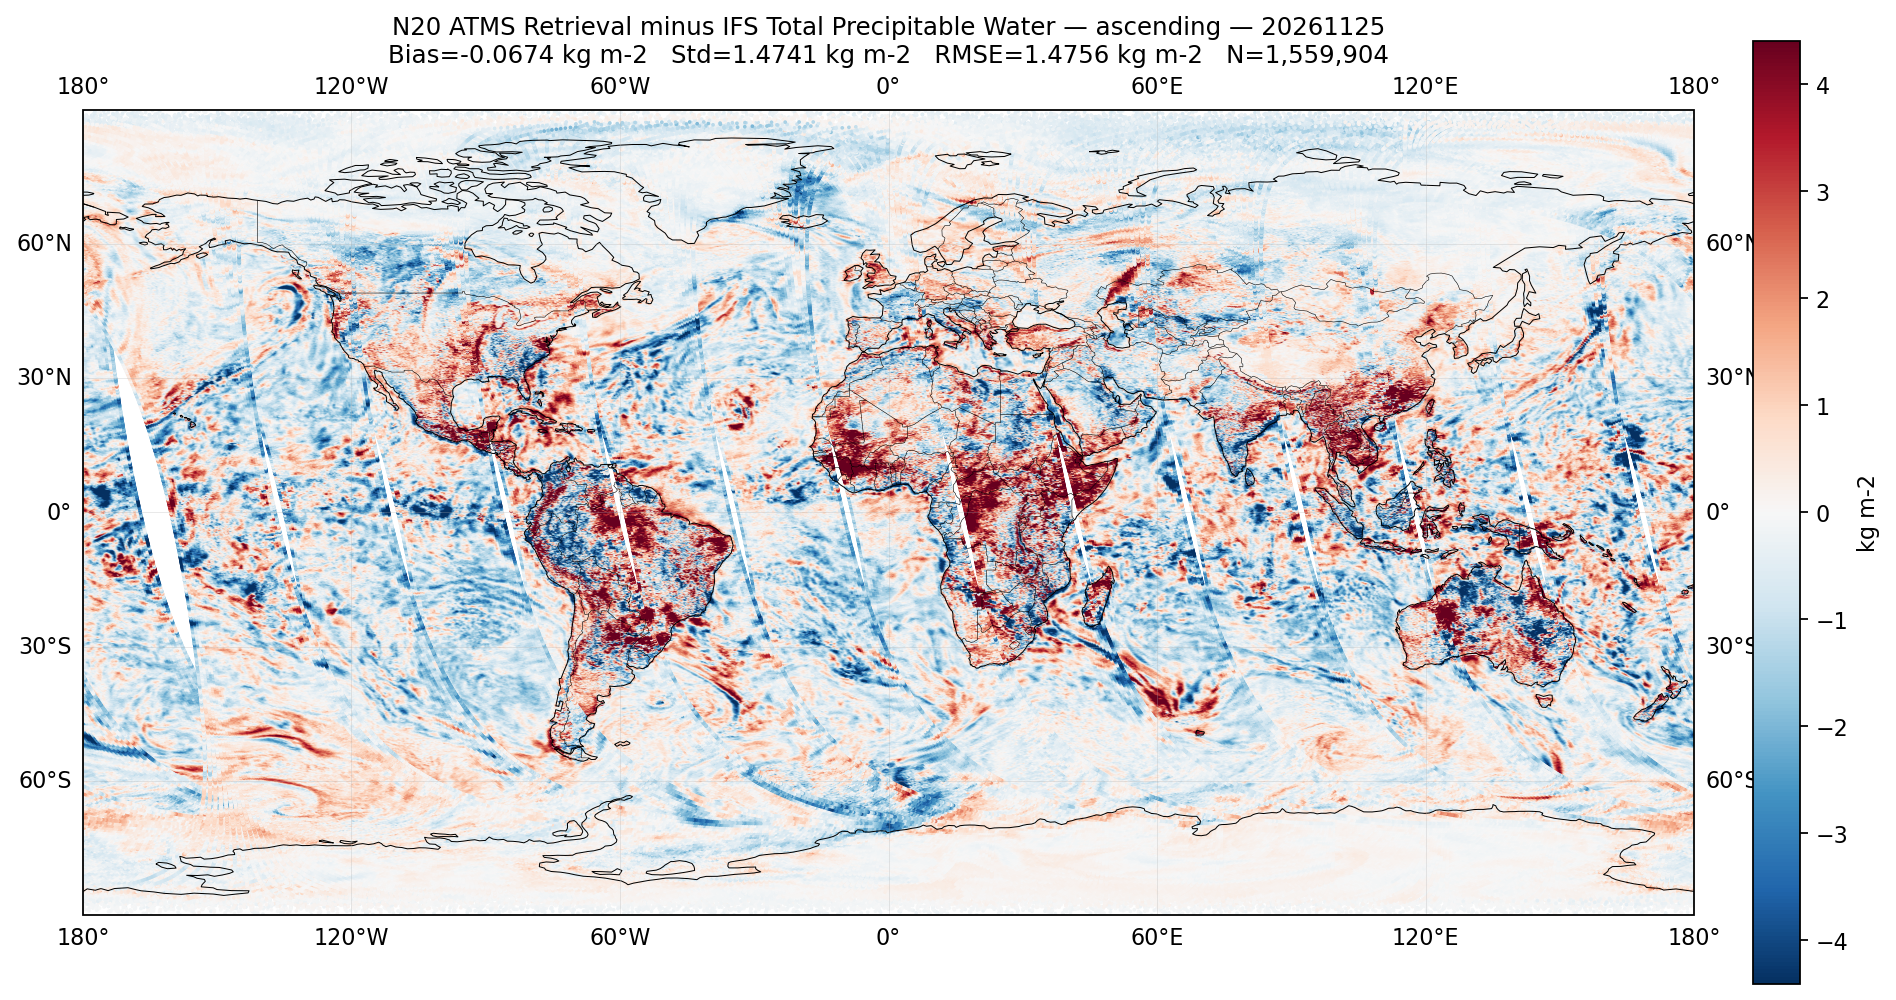 N20 ATMS Retrieval minus IFS Total Precipitable Water — ascending — 20261125
Bias=-0.0674 kg m-2   Std=1.4741 kg m-2   RMSE=1.4756 kg m-2   N=1,559,904
180° 120°W 60°W 0° 60°E 120°E 180°
60°N 60°N
30°N 30°N
0° 0°
30°S 30°S
60°S 60°S
180° 120°W 60°W 0° 60°E 120°E 180°
4
3
2
1
0
−1
−2
−3
−4
kg m-2